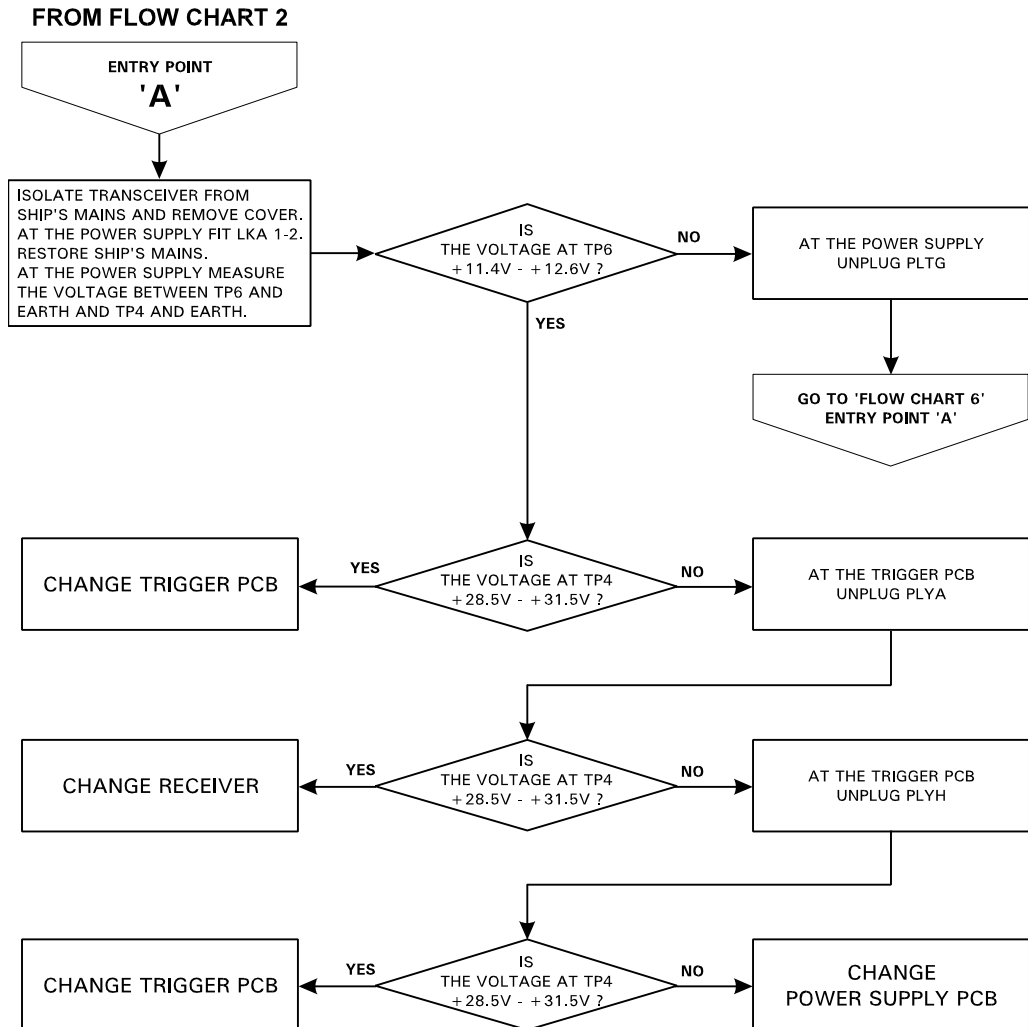 FROM FLOW CHART 2
ENTRY POINT
'A'
ISOLATE TRANSCEIVER FROM
SHIP'S MAINS AND REMOVE COVER.
AT THE POWER SUPPLY FIT LKA 1-2.
RESTORE SHIP'S MAINS.
AT THE POWER SUPPLY MEASURE
THE VOLTAGE BETWEEN TP6 AND
EARTH AND TP4 AND EARTH.
IS
THE VOLTAGE AT TP6
+11.4V - +12.6V ?
NO
YES
AT THE POWER SUPPLY
UNPLUG PLTG
GO TO 'FLOW CHART 6'
ENTRY POINT 'A'
CHANGE TRIGGER PCB
YES
IS
THE VOLTAGE AT TP4
+28.5V - +31.5V ?
NO
AT THE TRIGGER PCB
UNPLUG PLYA
CHANGE RECEIVER
YES
IS
THE VOLTAGE AT TP4
+28.5V - +31.5V ?
NO
AT THE TRIGGER PCB
UNPLUG PLYH
CHANGE TRIGGER PCB
YES
IS
THE VOLTAGE AT TP4
+28.5V - +31.5V ?
NO
CHANGE
POWER SUPPLY PCB